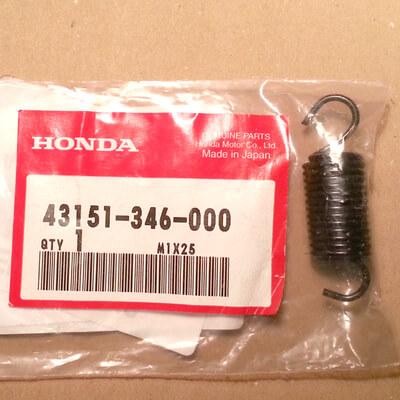 HONDA
GENUINE PARTS
Honda Motor Co., Ltd.
Made in Japan
43151-346-000
QTY 1 M1X25